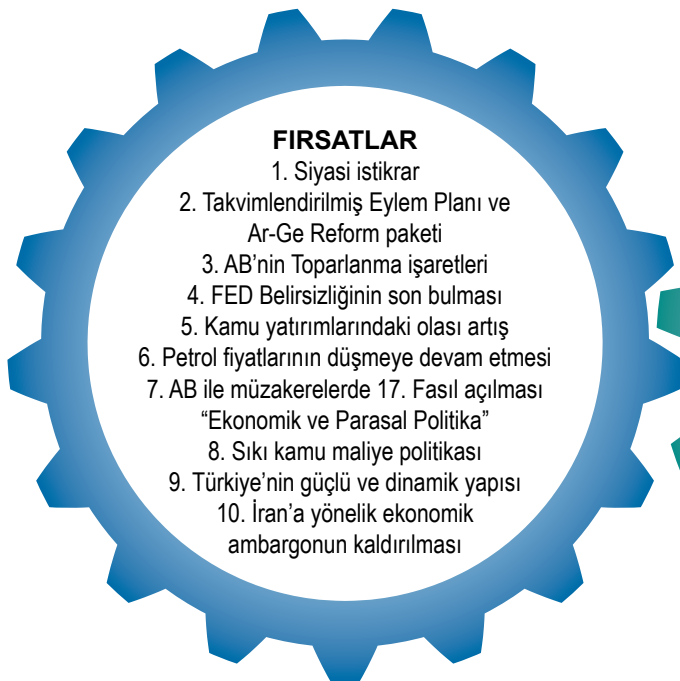 FIRSATLAR
1. Siyasi istikrar
2. Takvimlendirilmiş Eylem Planı ve
Ar-Ge Reform paketi
3. AB’nin Toparlanma işaretleri
4. FED Belirsizliğinin son bulması
5. Kamu yatırımlarındaki olası artış
6. Petrol fiyatlarının düşmeye devam etmesi
7. AB ile müzakerelerde 17. Fasıl açılması
“Ekonomik ve Parasal Politika”
8. Sıkı kamu maliye politikası
9. Türkiye’nin güçlü ve dinamik yapısı
10. İran’a yönelik ekonomik
ambargonun kaldırılması